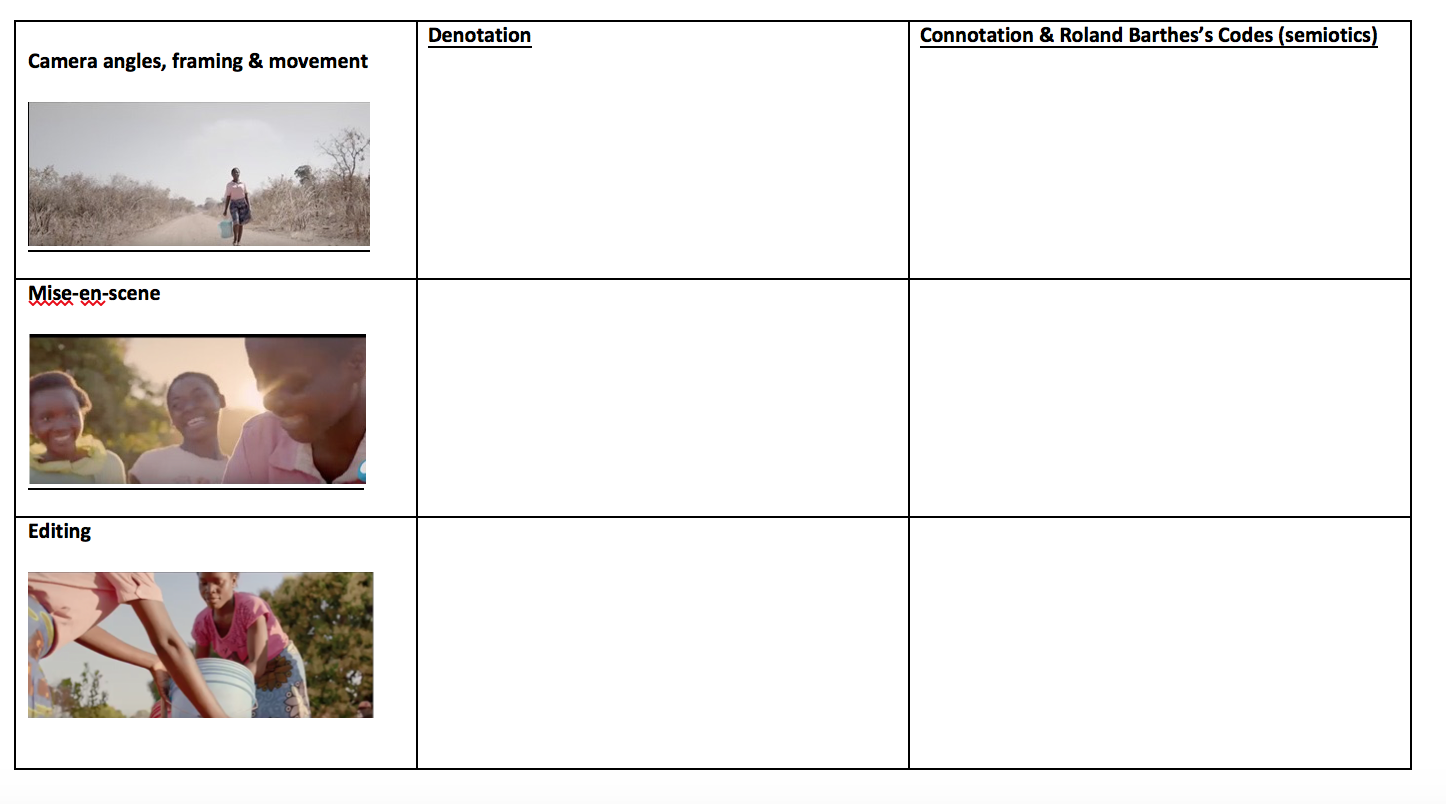 Denotation
Connotation & Roland Barthes's Codes (semiotics)
Camera angles, framing & movement
Mise-en-scene
Editing